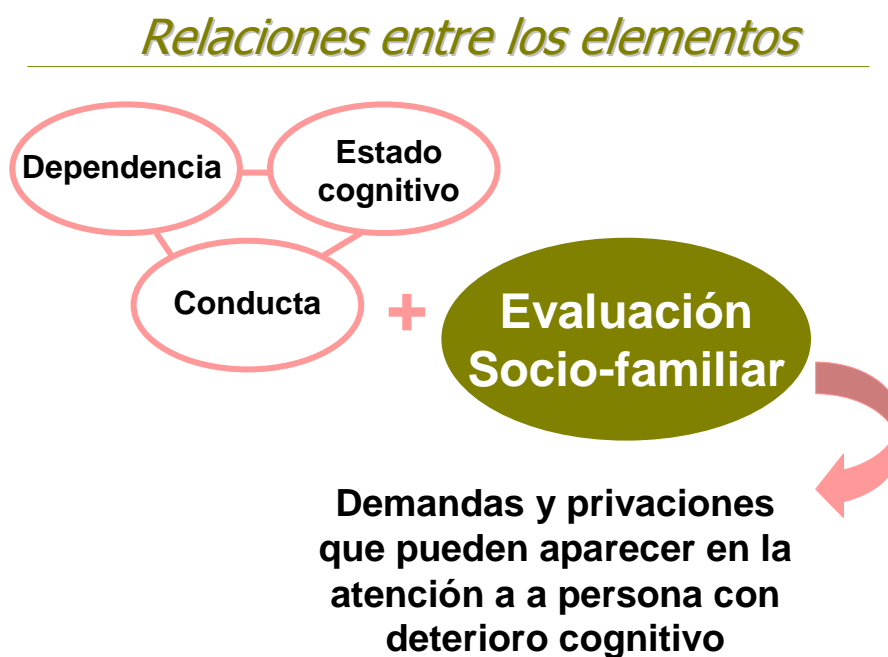 Relaciones entre los elementos
Dependencia
Estado
cognitivo
Conducta
+
Evaluación
Socio-familiar
Demandas y privaciones
que pueden aparecer en la
atención a a persona con
deterioro cognitivo